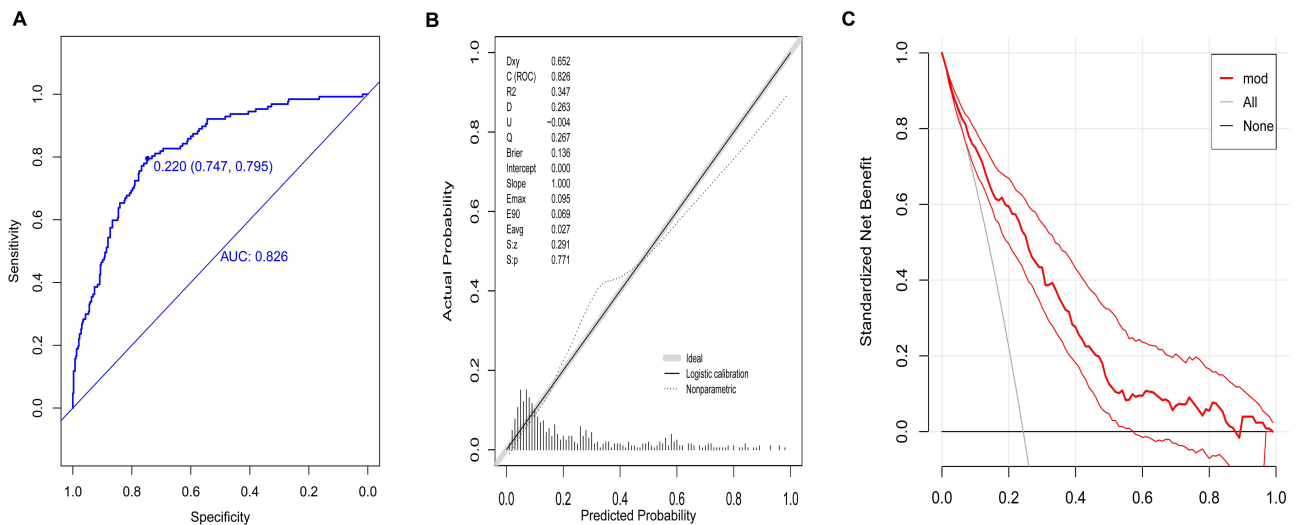 A
Sensitivity
1.0
0.8
0.6
0.4
0.2
0.0
0.220 (0.747, 0.795)
AUC: 0.826
1.0 0.8 0.6 0.4 0.2 0.0
Specificity
B
Actual Probability
1.0
0.8
0.6
0.4
0.2
0.0
Dxy 0.652
C (ROC) 0.826
R2 0.347
D 0.263
U −0.004
Q 0.267
Brier 0.136
Intercept 0.000
Slope 1.000
Emax 0.095
E90 0.069
Eavg 0.027
S:z 0.291
S:p 0.771
Ideal
Logistic calibration
Nonparametric
0.0 0.2 0.4 0.6 0.8 1.0
Predicted Probability
C
Standardized Net Benefit
1.0
0.8
0.6
0.4
0.2
0.0
mod
All
None
0.0 0.2 0.4 0.6 0.8 1.0